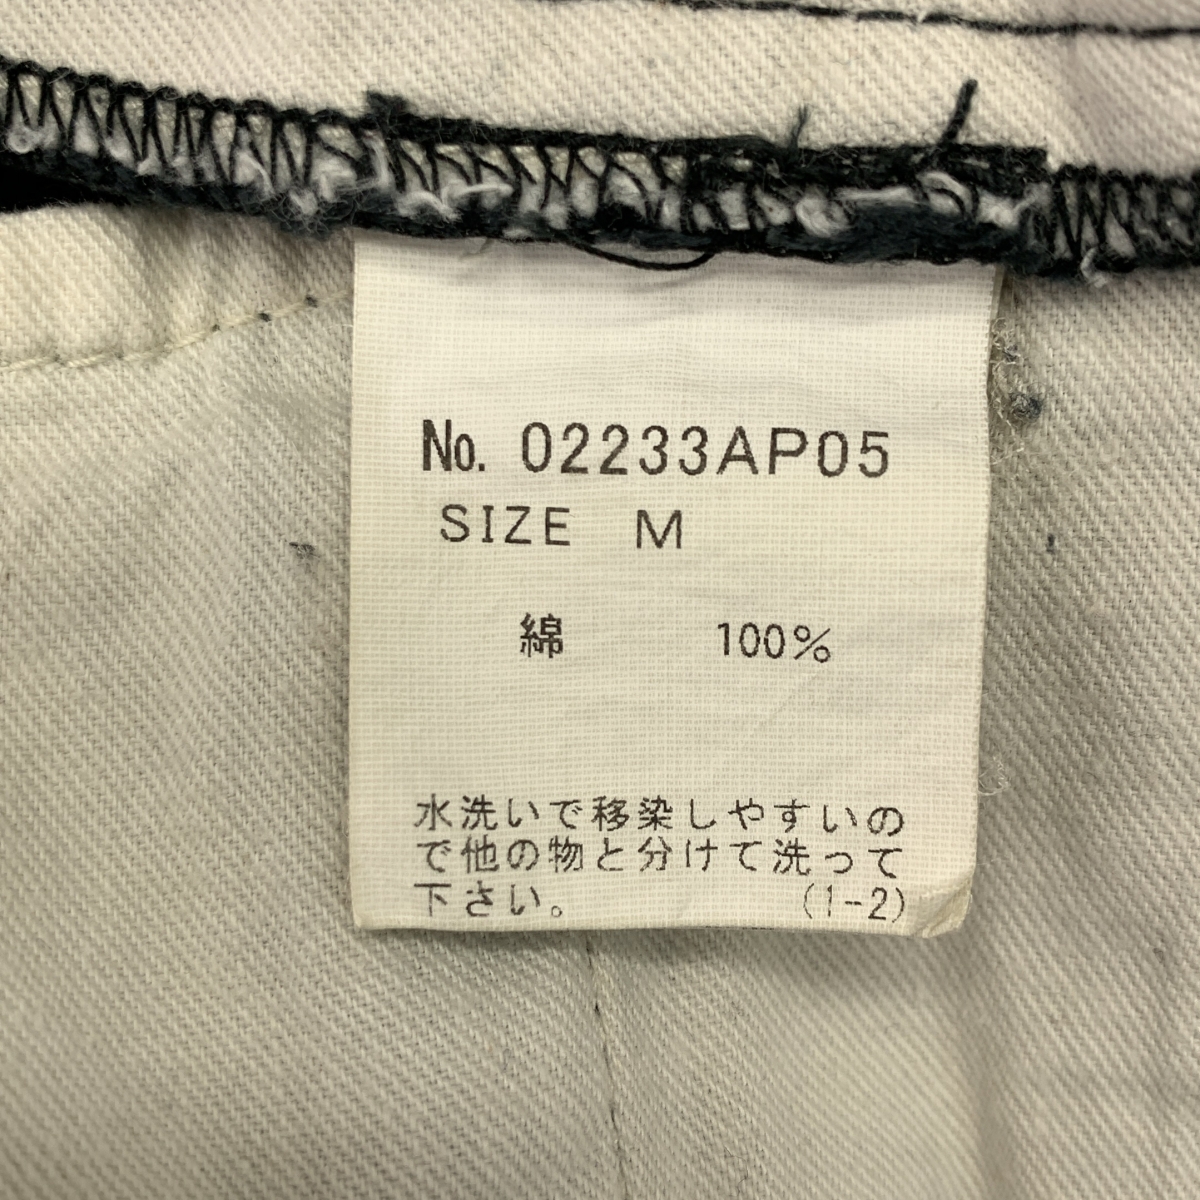 No. 02233AP05
SIZE M
綿 100%
水洗いで移染しやすいの
で他の物と分けて洗って
下さい。 (1-2)